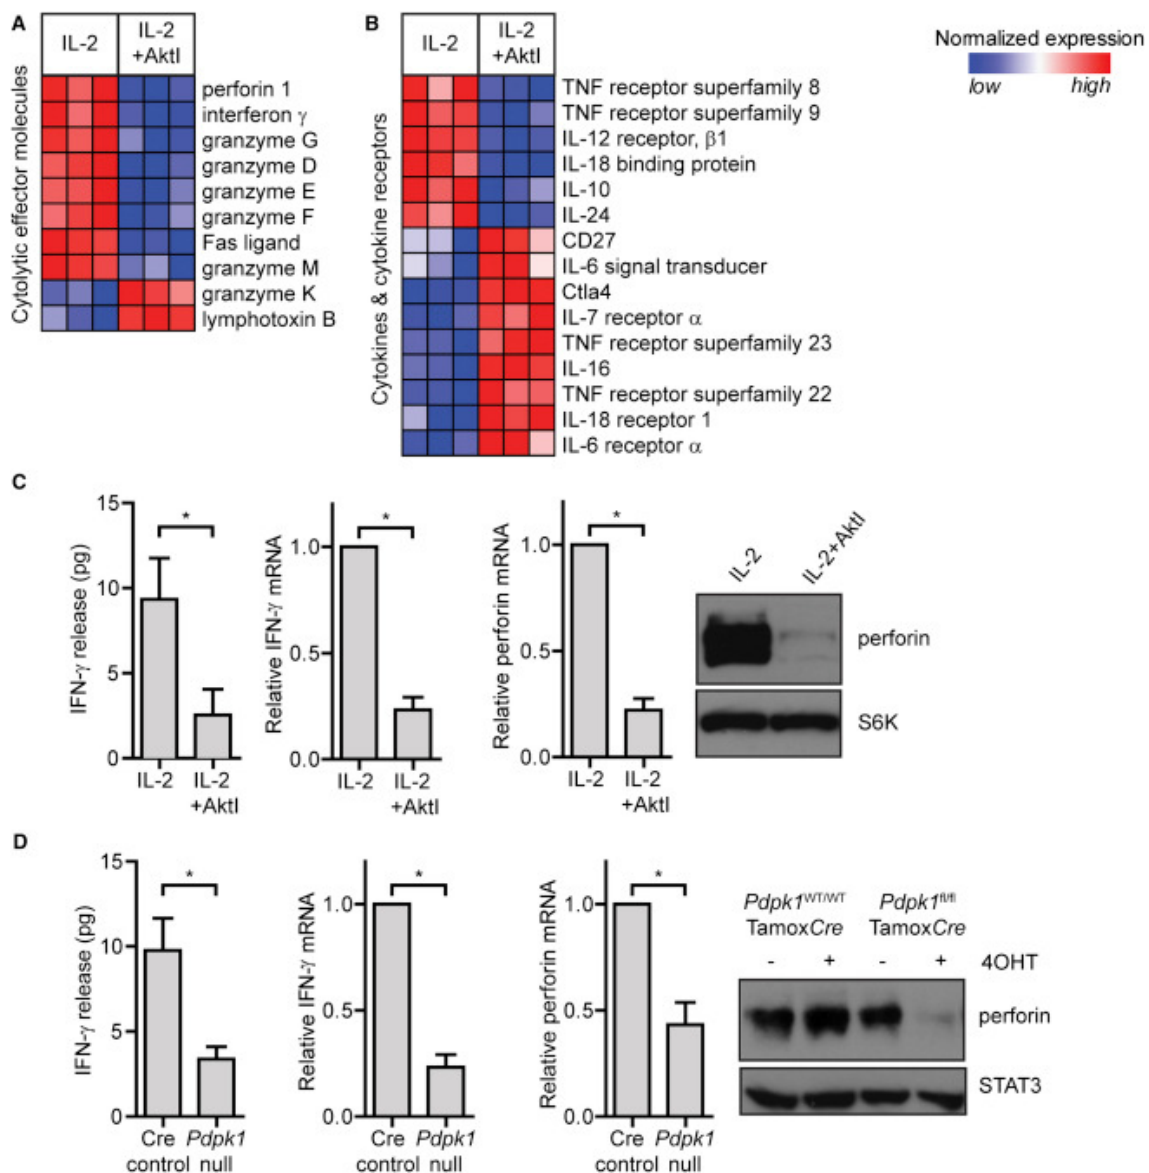 A
IL-2
IL-2
+AktI
Cytolytic effector molecules
perforin 1
interferon γ
granzyme G
granzyme D
granzyme E
granzyme F
Fas ligand
granzyme M
granzyme K
lymphotoxin B
B
IL-2
IL-2
+AktI
Cytokines & cytokine receptors
TNF receptor superfamily 8
TNF receptor superfamily 9
IL-12 receptor, β1
IL-18 binding protein
IL-10
IL-24
CD27
IL-6 signal transducer
Ctla4
IL-7 receptor α
TNF receptor superfamily 23
IL-16
TNF receptor superfamily 22
IL-18 receptor 1
IL-6 receptor α
Normalized expression
low high
C
IFN-γ release (pg)
15
10
5
0
*
IL-2 IL-2
+AktI
Relative IFN-γ mRNA
1.0
0.5
0.0
*
IL-2 IL-2
+AktI
Relative perforin mRNA
1.0
0.5
0.0
*
IL-2 IL-2
+AktI
IL-2 IL-2+AktI
perforin
S6K
D
IFN-γ release (pg)
15
10
5
0
*
Cre Pdpk1
control null
Relative IFN-γ mRNA
1.0
0.5
0.0
*
Cre Pdpk1
control null
Relative perforin mRNA
1.0
0.5
0.0
*
Cre Pdpk1
control null
Pdpk1WT/WT Pdpk1fl/fl
TamoxCre TamoxCre
- + - + 4OHT
perforin
STAT3